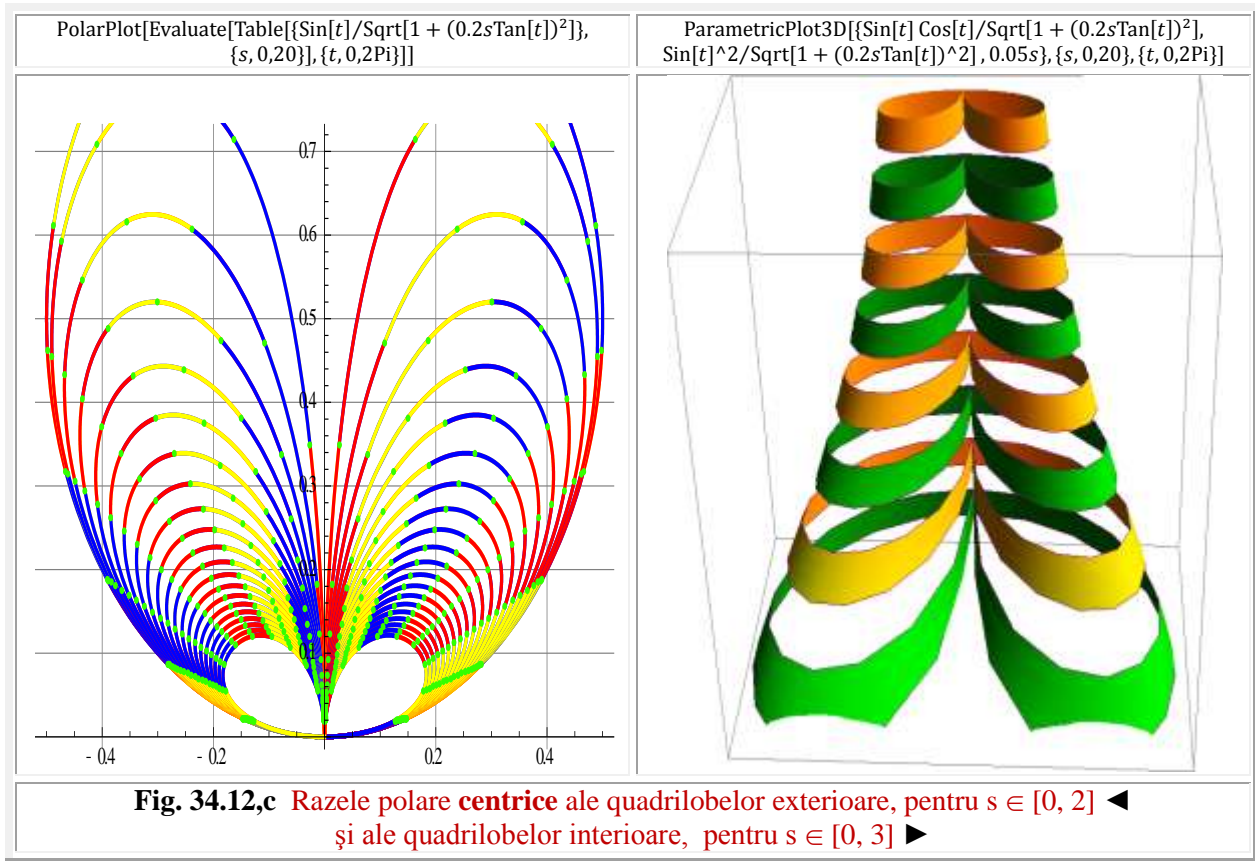 PolarPlot[Evaluate[Table[{Sin[t]/Sqrt[1 + (0.2sTan[t])²]},
{s, 0,20}],{t, 0,2Pi}]]
ParametricPlot3D[{Sin[t] Cos[t]/Sqrt[1 + (0.2sTan[t])²],
Sin[t]^2/Sqrt[1 + (0.2sTan[t])^2] , 0.05s},{s, 0,20},{t, 0,2Pi}]
0.7
0.6
0.5
0.4
0.3
- 0.4
- 0.2
0.2
0.4
Fig. 34.12,c Razele polare centrice ale quadrilobelor exterioare, pentru s ∈ [0, 2] ◄
şi ale quadrilobelor interioare, pentru s ∈ [0, 3] ►